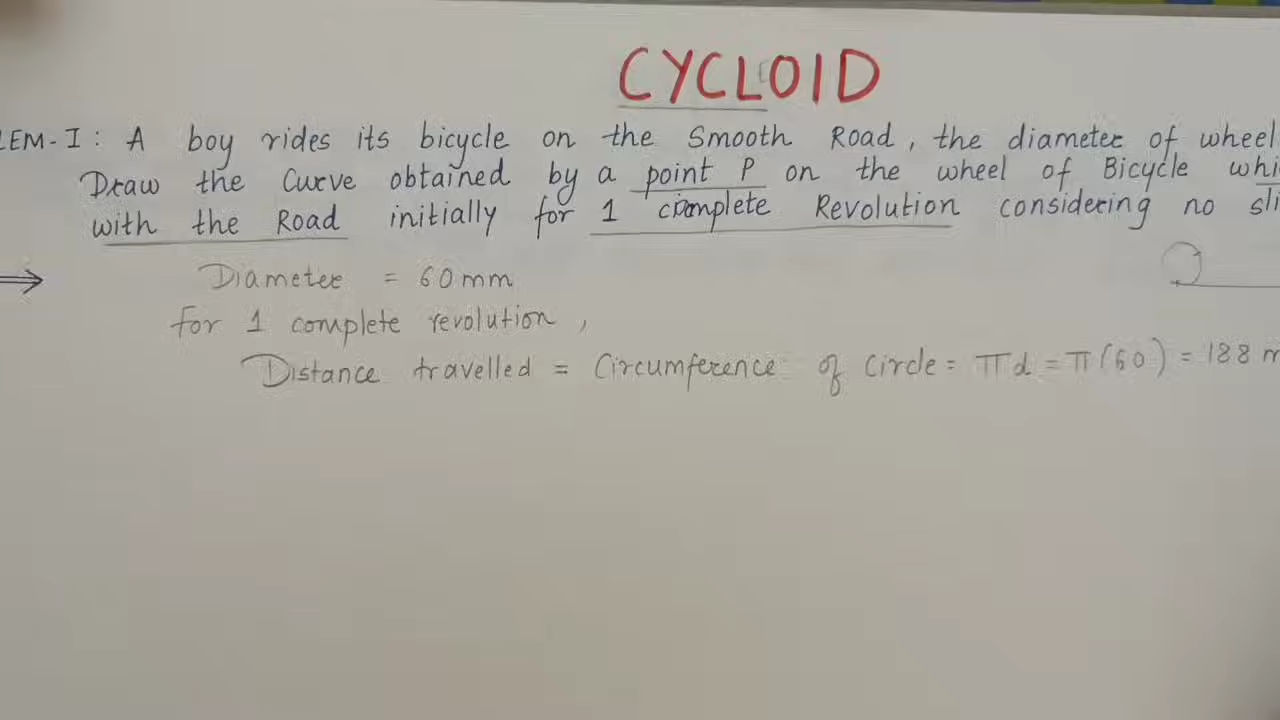 CYCLOID
LEM-I: A boy rides its bicycle on the Smooth Road, the diameter of wheel
Draw the Curve obtained by a point P on the wheel of Bicycle whi
with the Road initially for 1 complete Revolution considering no sli
⇒ Diameter = 60mm
for 1 complete revolution,
Distance travelled = Circumference of circle = πd = π(60) = 188 m